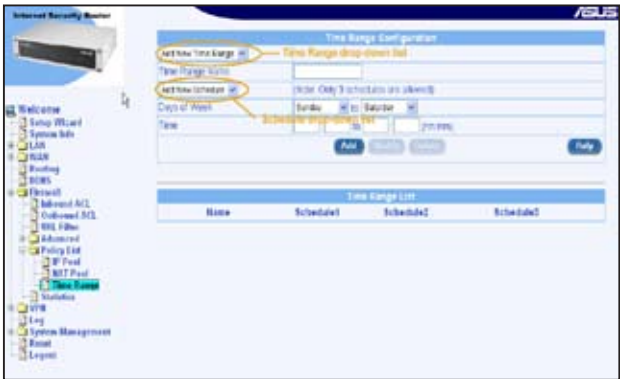 Internet Security Router
/SUS
Time Range Configuration
Add New Time Range
Time Range drop-down list
Time Range Name
Add New Schedule
(Note: Only 3 schedules are allowed)
Schedule drop-down list
Days of Week
Sunday
to
Saturday
Time
to
(hh:mm)
Add
Modify
Delete
Help
Time Range List
Name
Schedule1
Schedule2
Schedule3
Welcome
Setup Wizard
System Info
LAN
WAN
Routing
DDNS
Firewall
Inbound ACL
Outbound ACL
URL Filter
Advanced
Policy List
IP Pool
NAT Pool
Time Range
Statistics
VPN
Log
System Management
Reset
Logout